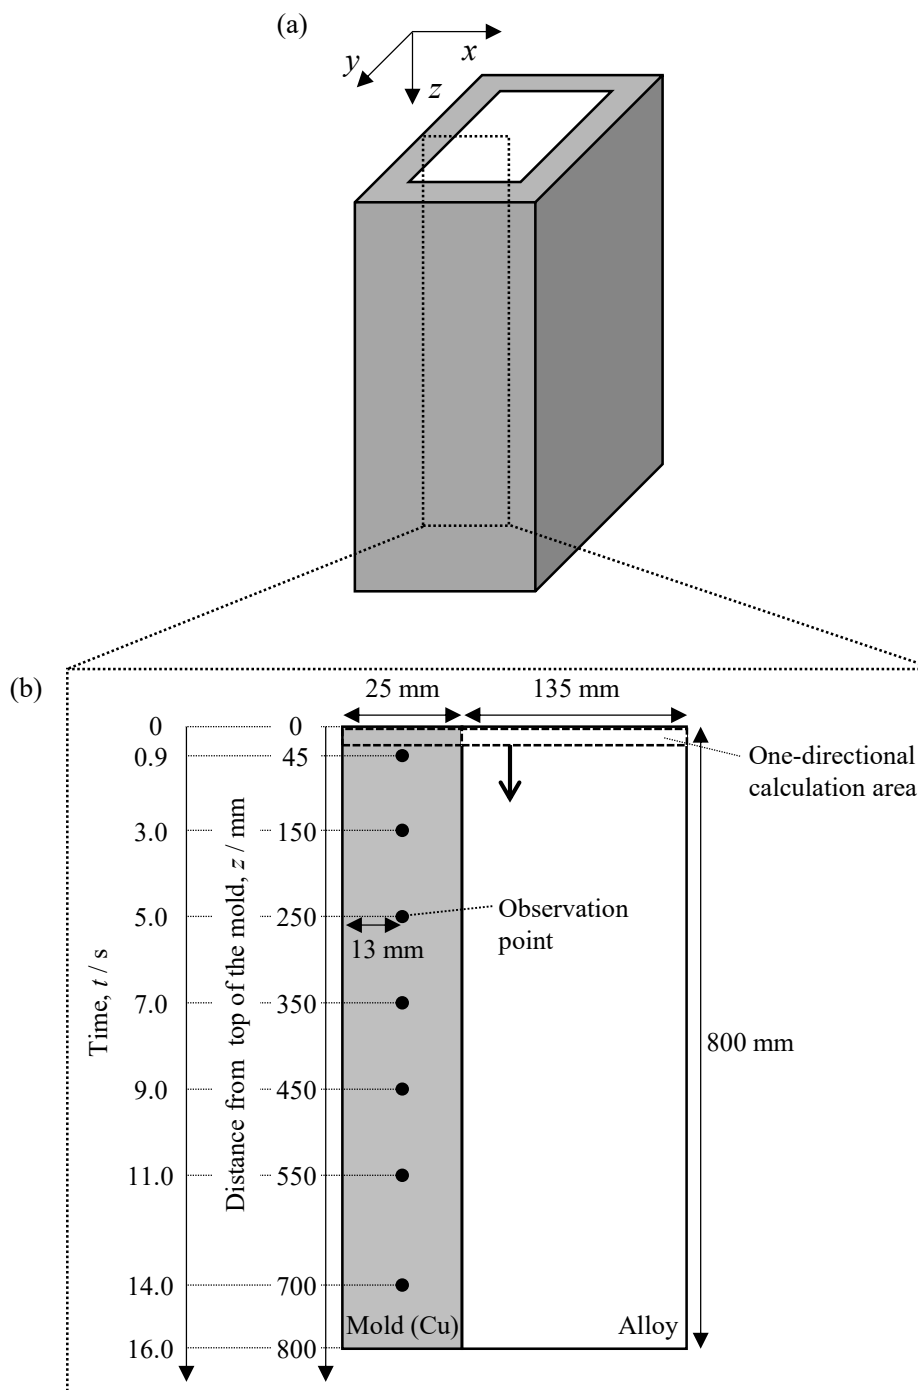 (a)
x
y
z
(b)
25 mm
135 mm
0
0
0.9
45
One-directional
calculation area
3.0
150
5.0
250
Observation
point
13 mm
7.0
350
800 mm
9.0
450
11.0
550
14.0
700
Mold (Cu)
Alloy
16.0
800
Time, t / s
Distance from top of the mold, z / mm